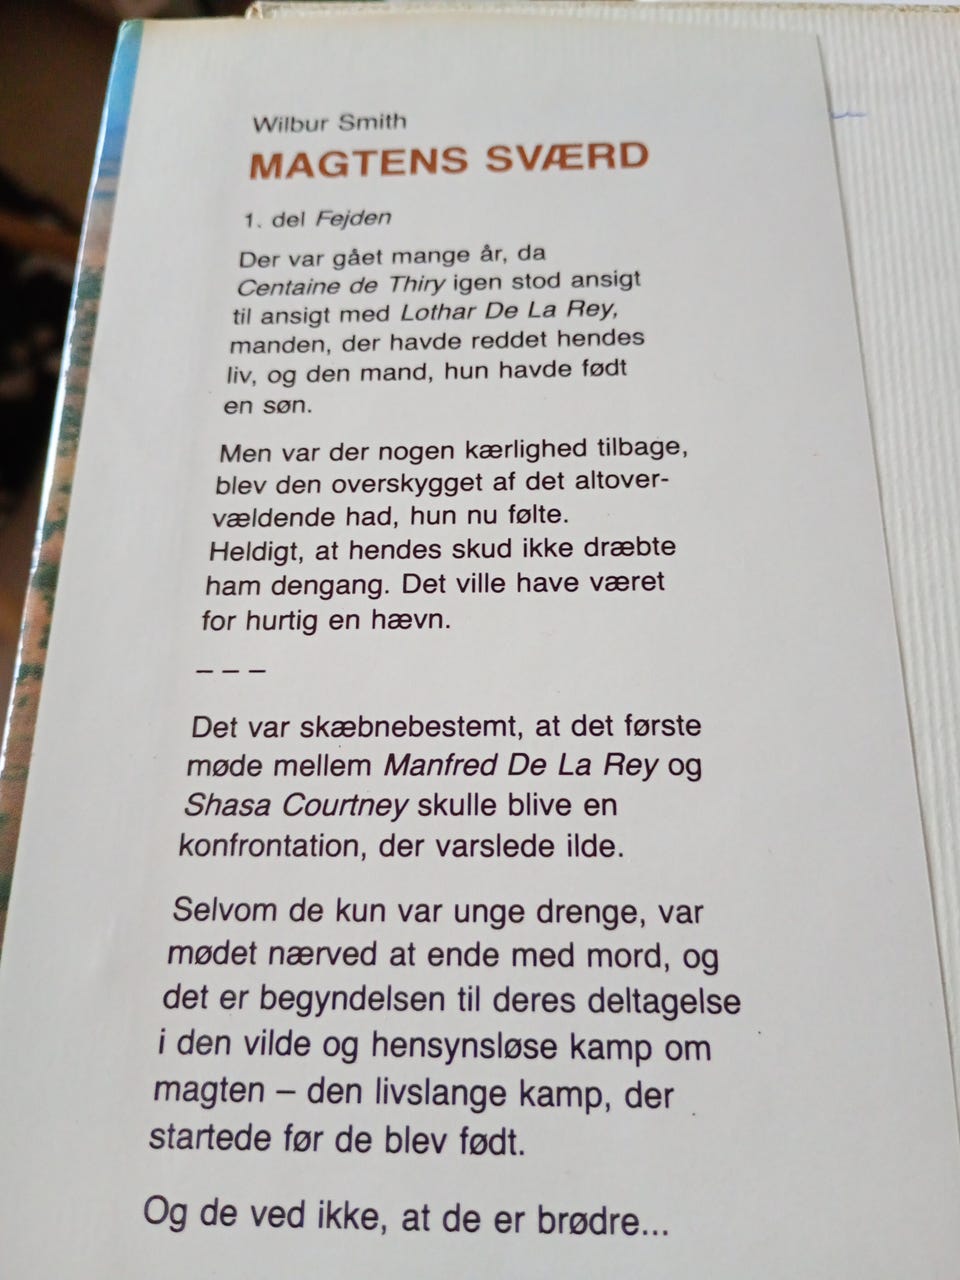 Wilbur Smith
MAGTENS SVÆRD
1. del Fejden
Der var gået mange år, da
Centaine de Thiry igen stod ansigt
til ansigt med Lothar De La Rey,
manden, der havde reddet hendes
liv, og den mand, hun havde født
en søn.
Men var der nogen kærlighed tilbage,
blev den overskygget af det altover-
vældende had, hun nu følte.
Heldigt, at hendes skud ikke dræbte
ham dengang. Det ville have været
for hurtig en hævn.
– – –
Det var skæbnebestemt, at det første
møde mellem Manfred De La Rey og
Shasa Courtney skulle blive en
konfrontation, der varslede ilde.
Selvom de kun var unge drenge, var
mødet nærved at ende med mord, og
det er begyndelsen til deres deltagelse
i den vilde og hensynsløse kamp om
magten – den livslange kamp, der
startede før de blev født.
Og de ved ikke, at de er brødre...